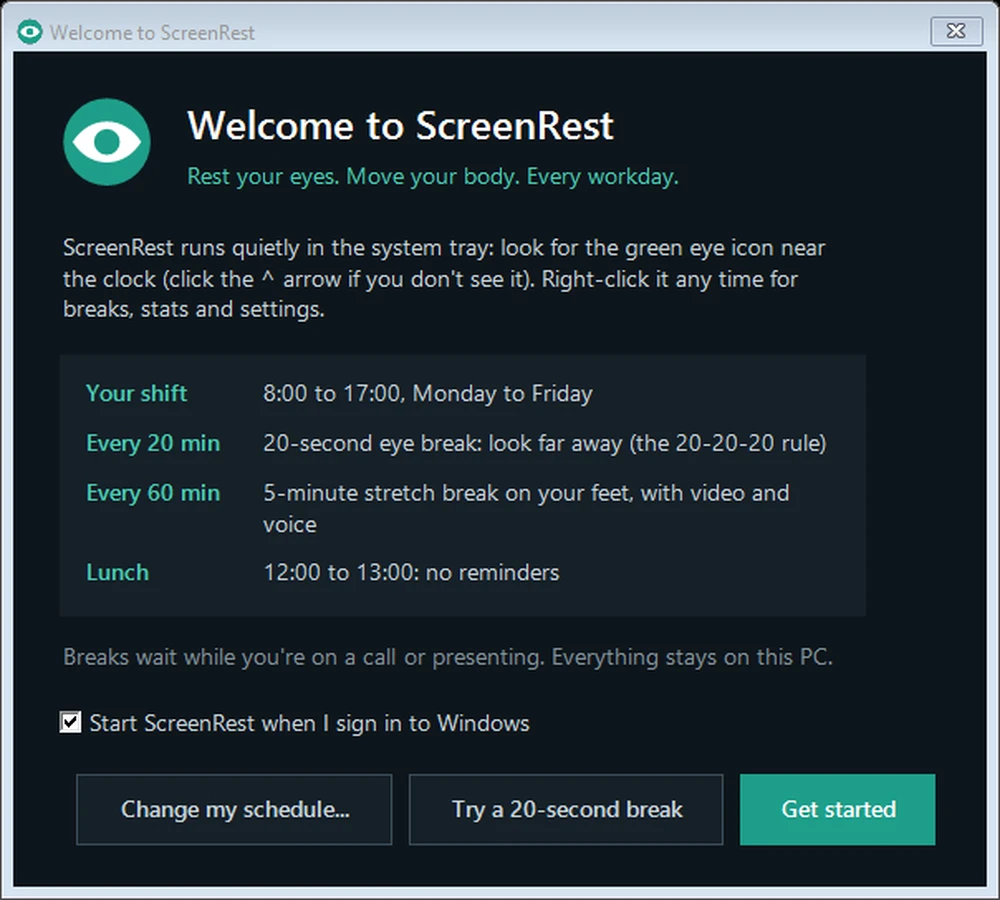 Welcome to ScreenRest
Welcome to ScreenRest
Rest your eyes. Move your body. Every workday.
ScreenRest runs quietly in the system tray: look for the green eye icon near
the clock (click the ^ arrow if you don't see it). Right-click it any time for
breaks, stats and settings.
Your shift 8:00 to 17:00, Monday to Friday
Every 20 min 20-second eye break: look far away (the 20-20-20 rule)
Every 60 min 5-minute stretch break on your feet, with video and
voice
Lunch 12:00 to 13:00: no reminders
Breaks wait while you're on a call or presenting. Everything stays on this PC.
Start ScreenRest when I sign in to Windows
Change my schedule... Try a 20-second break Get started